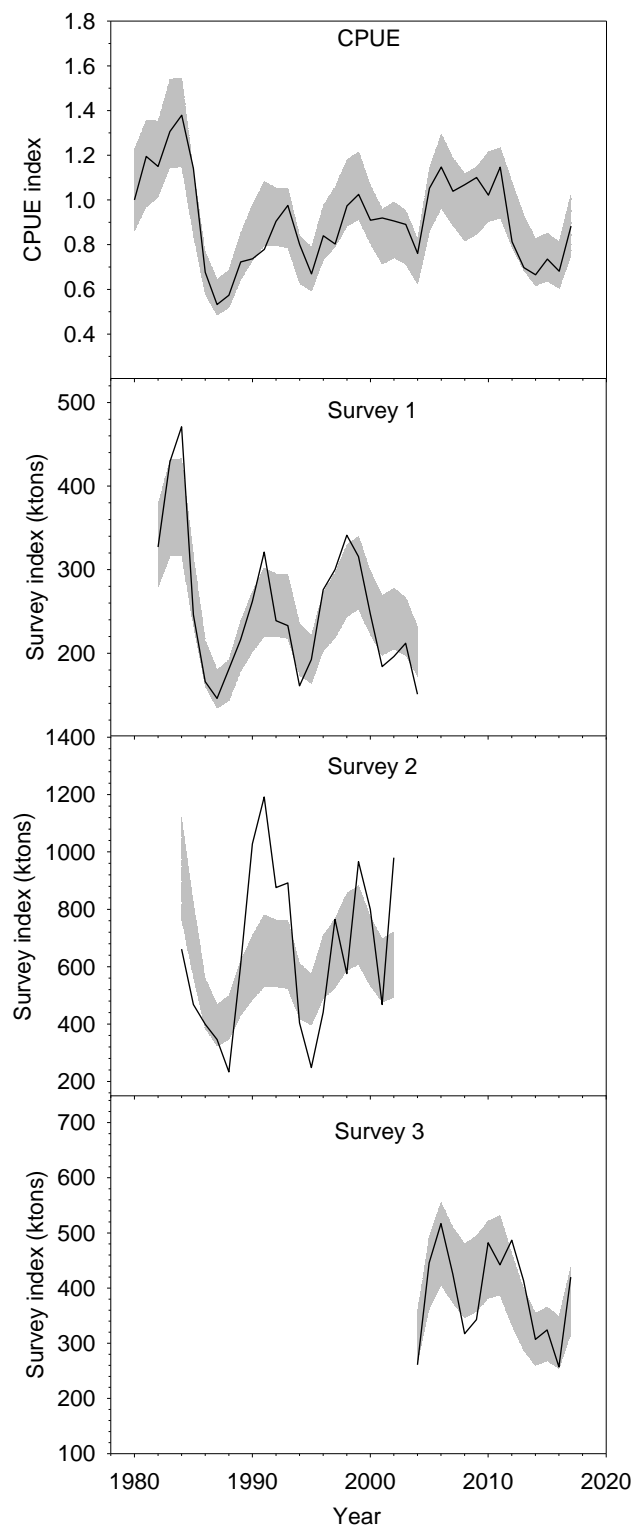 CPUE
CPUE index
1.8
1.6
1.4
1.2
1.0
0.8
0.6
0.4
Survey 1
Survey index (ktons)
500
400
300
200
Survey 2
Survey index (ktons)
1400
1200
1000
800
600
400
200
Survey 3
Survey index (ktons)
700
600
500
400
300
200
100
1980 1990 2000 2010 2020
Year